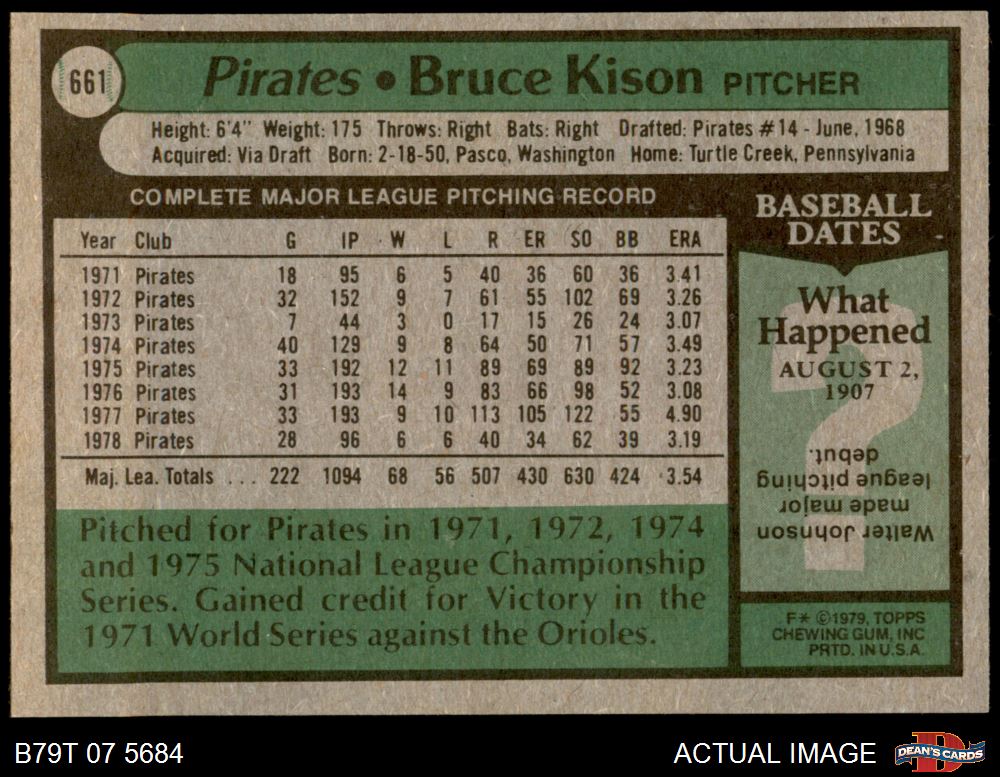 661
Pirates • Bruce Kison PITCHER
Height: 6'4" Weight: 175 Throws: Right Bats: Right Drafted: Pirates #14 - June, 1968
Acquired: Via Draft Born: 2-18-50, Pasco, Washington Home: Turtle Creek, Pennsylvania
COMPLETE MAJOR LEAGUE PITCHING RECORD
Year Club G IP W L R ER SO BB ERA
1971 Pirates 18 95 6 5 40 36 60 36 3.41
1972 Pirates 32 152 9 7 61 55 102 69 3.26
1973 Pirates 7 44 3 0 17 15 26 24 3.07
1974 Pirates 40 129 9 8 64 50 71 57 3.49
1975 Pirates 33 192 12 11 89 69 89 92 3.23
1976 Pirates 31 193 14 9 83 66 98 52 3.08
1977 Pirates 33 193 9 10 113 105 122 55 4.90
1978 Pirates 28 96 6 6 40 34 62 39 3.19
Maj. Lea. Totals ... 222 1094 68 56 507 430 630 424 3.54
Pitched for Pirates in 1971, 1972, 1974
and 1975 National League Championship
Series. Gained credit for Victory in the
1971 World Series against the Orioles.
BASEBALL
DATES
What
Happened
AUGUST 2,
1907
Walter Johnson
made major
league pitching
debut.
F* ©1979, TOPPS
CHEWING GUM, INC
PRTD. IN U.S.A.
B79T 07 5684
ACTUAL IMAGE
D
DEAN'S CARDS